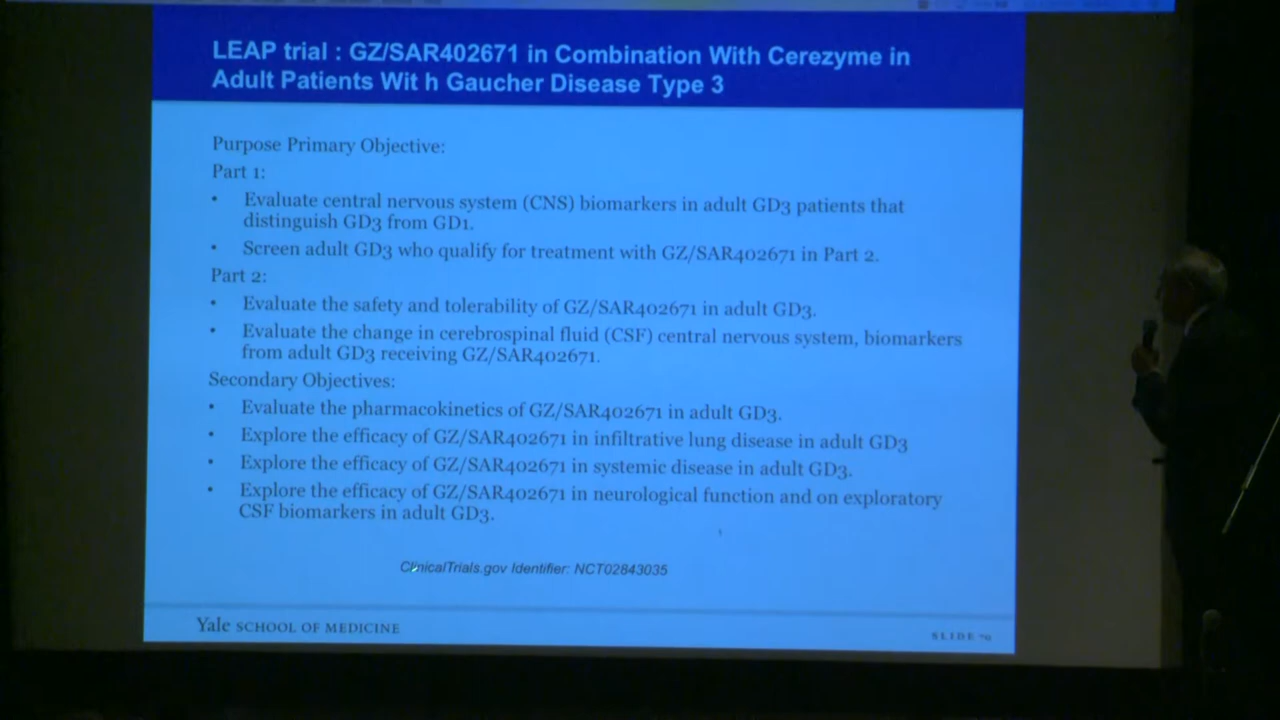 LEAP trial : GZ/SAR402671 in Combination With Cerezyme in
Adult Patients Wit h Gaucher Disease Type 3
Purpose Primary Objective:
Part 1:
• Evaluate central nervous system (CNS) biomarkers in adult GD3 patients that
distinguish GD3 from GD1.
• Screen adult GD3 who qualify for treatment with GZ/SAR402671 in Part 2.
Part 2:
• Evaluate the safety and tolerability of GZ/SAR402671 in adult GD3.
• Evaluate the change in cerebrospinal fluid (CSF) central nervous system, biomarkers
from adult GD3 receiving GZ/SAR402671.
Secondary Objectives:
• Evaluate the pharmacokinetics of GZ/SAR402671 in adult GD3.
• Explore the efficacy of GZ/SAR402671 in infiltrative lung disease in adult GD3
• Explore the efficacy of GZ/SAR402671 in systemic disease in adult GD3.
• Explore the efficacy of GZ/SAR402671 in neurological function and on exploratory
CSF biomarkers in adult GD3.
ClinicalTrials.gov Identifier: NCT02843035
Yale SCHOOL OF MEDICINE
SLIDE